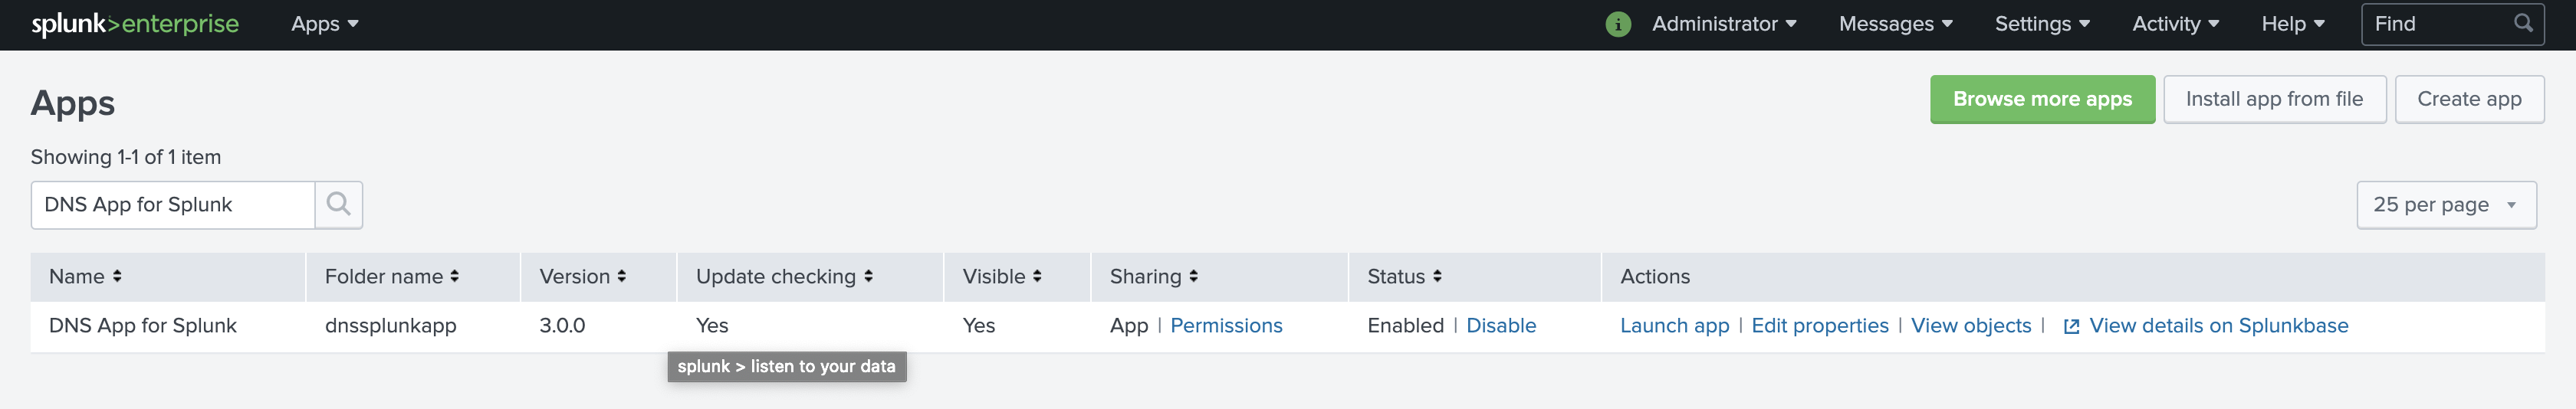 splunk>enterprise Apps Administrator Messages Settings Activity Help Find
Apps Browse more apps Install app from file Create app
Showing 1-1 of 1 item
DNS App for Splunk 25 per page
Name Folder name Version Update checking Visible Sharing Status Actions
DNS App for Splunk dnssplunkapp 3.0.0 Yes Yes App | Permissions Enabled | Disable Launch app | Edit properties | View objects | View details on Splunkbase
splunk > listen to your data